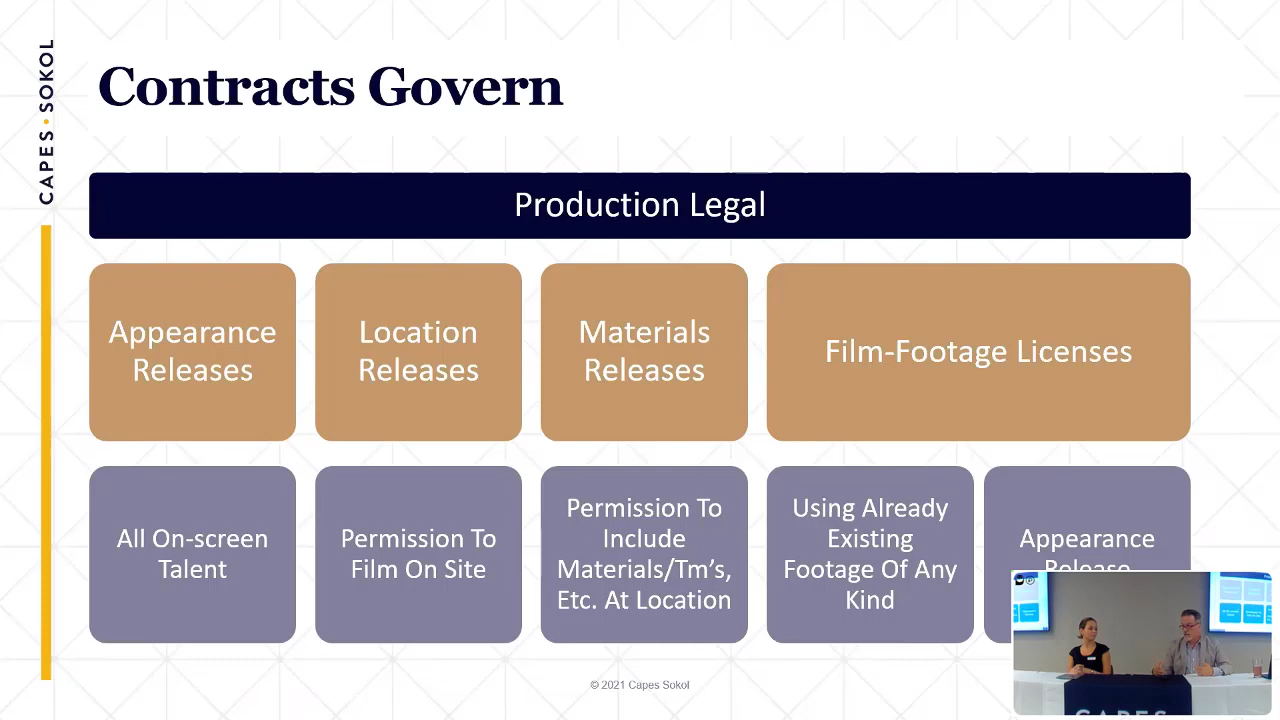 CAPES • SOKOL
Contracts Govern
Production Legal
Appearance
Releases
Location
Releases
Materials
Releases
Film-Footage Licenses
All On-screen
Talent
Permission To
Film On Site
Permission To
Include
Materials/Tm's,
Etc. At Location
Using Already
Existing
Footage Of Any
Kind
Appearance
Release
© 2021 Capes Sokol
CAPES